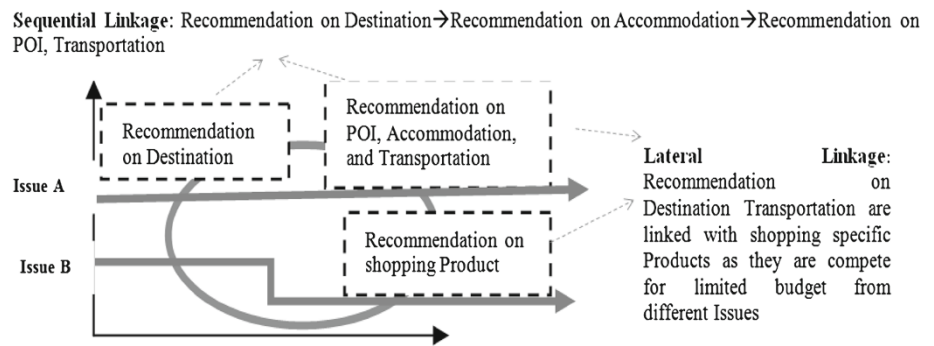 Sequential Linkage: Recommendation on Destination→Recommendation on Accommodation→Recommendation on
POI, Transportation
Recommendation
on Destination
Recommendation on
POI, Accommodation,
and Transportation
Issue A
Lateral Linkage:
Recommendation on
Destination Transportation are
linked with shopping specific
Products as they are compete
for limited budget from
different Issues
Recommendation on
shopping Product
Issue B